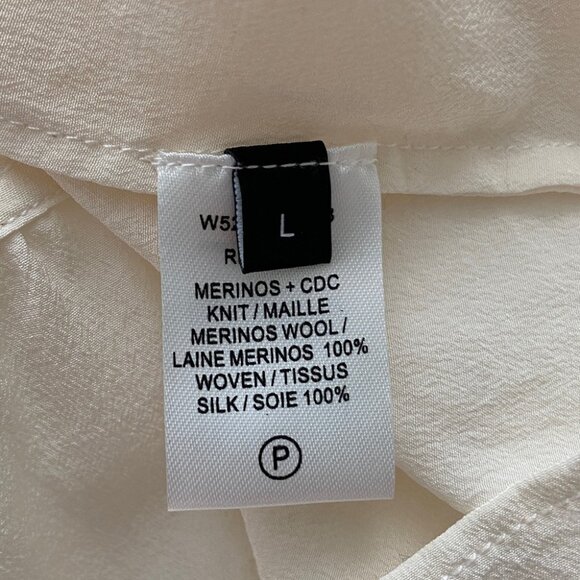 L
MERINOS + CDC
KNIT / MAILLE
MERINOS WOOL /
LAINE MERINOS 100%
WOVEN / TISSUS
SILK / SOIE 100%
P